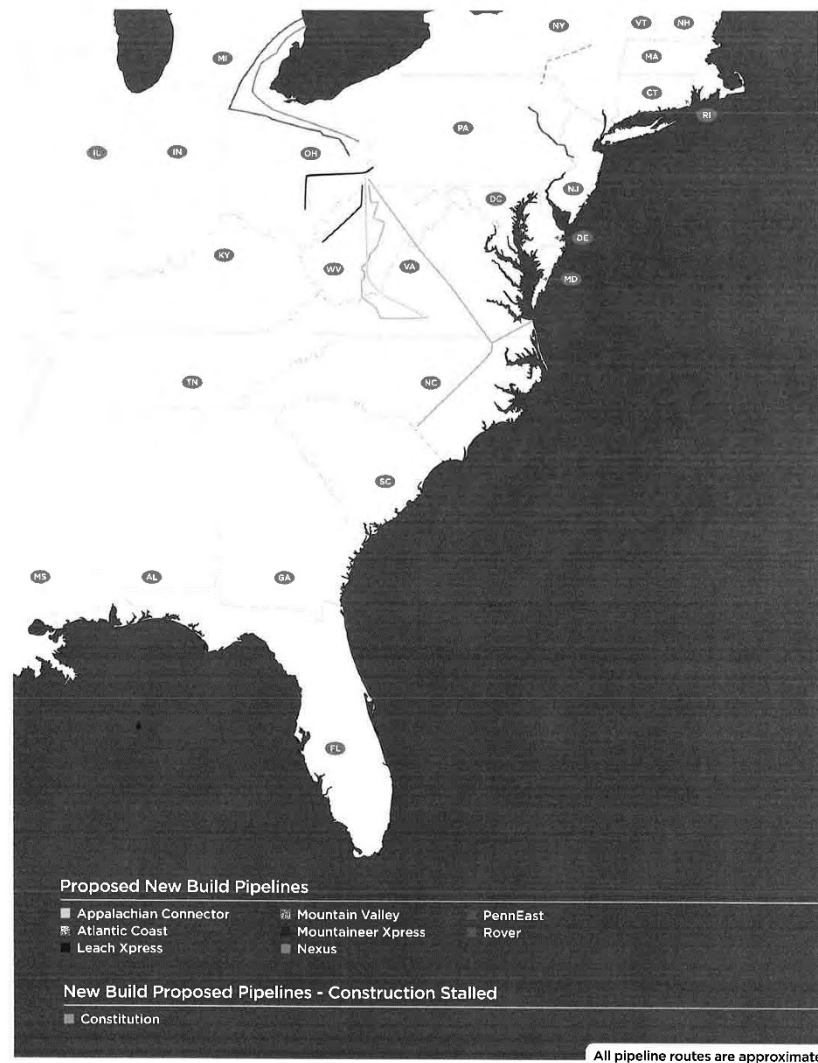 NY
VT
NH
MI
MA
CT
RI
PA
IL
IN
OH
NJ
DC
DE
KY
WV
VA
MD
TN
NC
SC
MS
AL
GA
FL
Proposed New Build Pipelines
Appalachian Connector
Atlantic Coast
Leach Xpress
Mountain Valley
Mountaineer Xpress
Nexus
PennEast
Rover
New Build Proposed Pipelines - Construction Stalled
Constitution
All pipeline routes are approximate